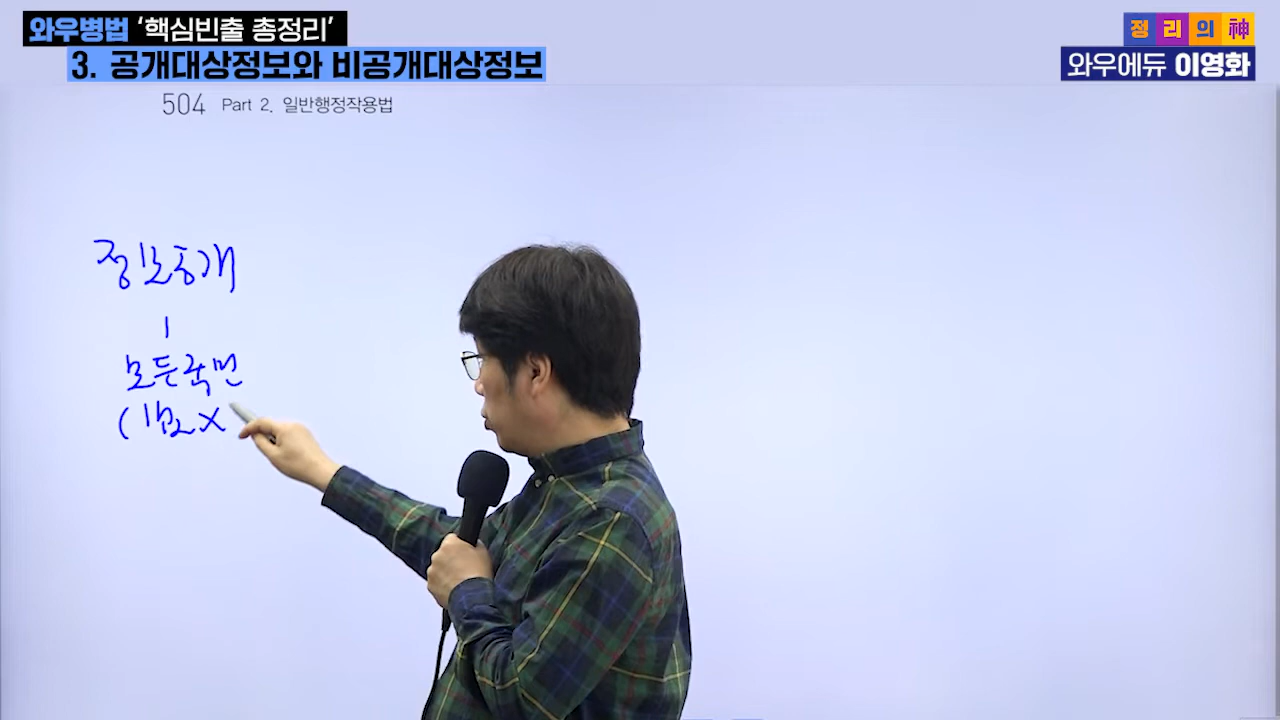 와우병법 '핵심빈출 총정리'
정리의神
3. 공개대상정보와 비공개대상정보
와우에듀 이영화
504 Part 2. 일반행정작용법
정보공개
모든국민